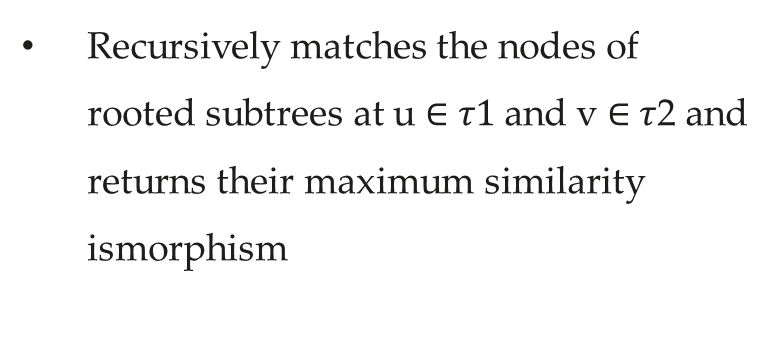 • Recursively matches the nodes of
rooted subtrees at u ∈ τ1 and v ∈ τ2 and
returns their maximum similarity
ismorphism